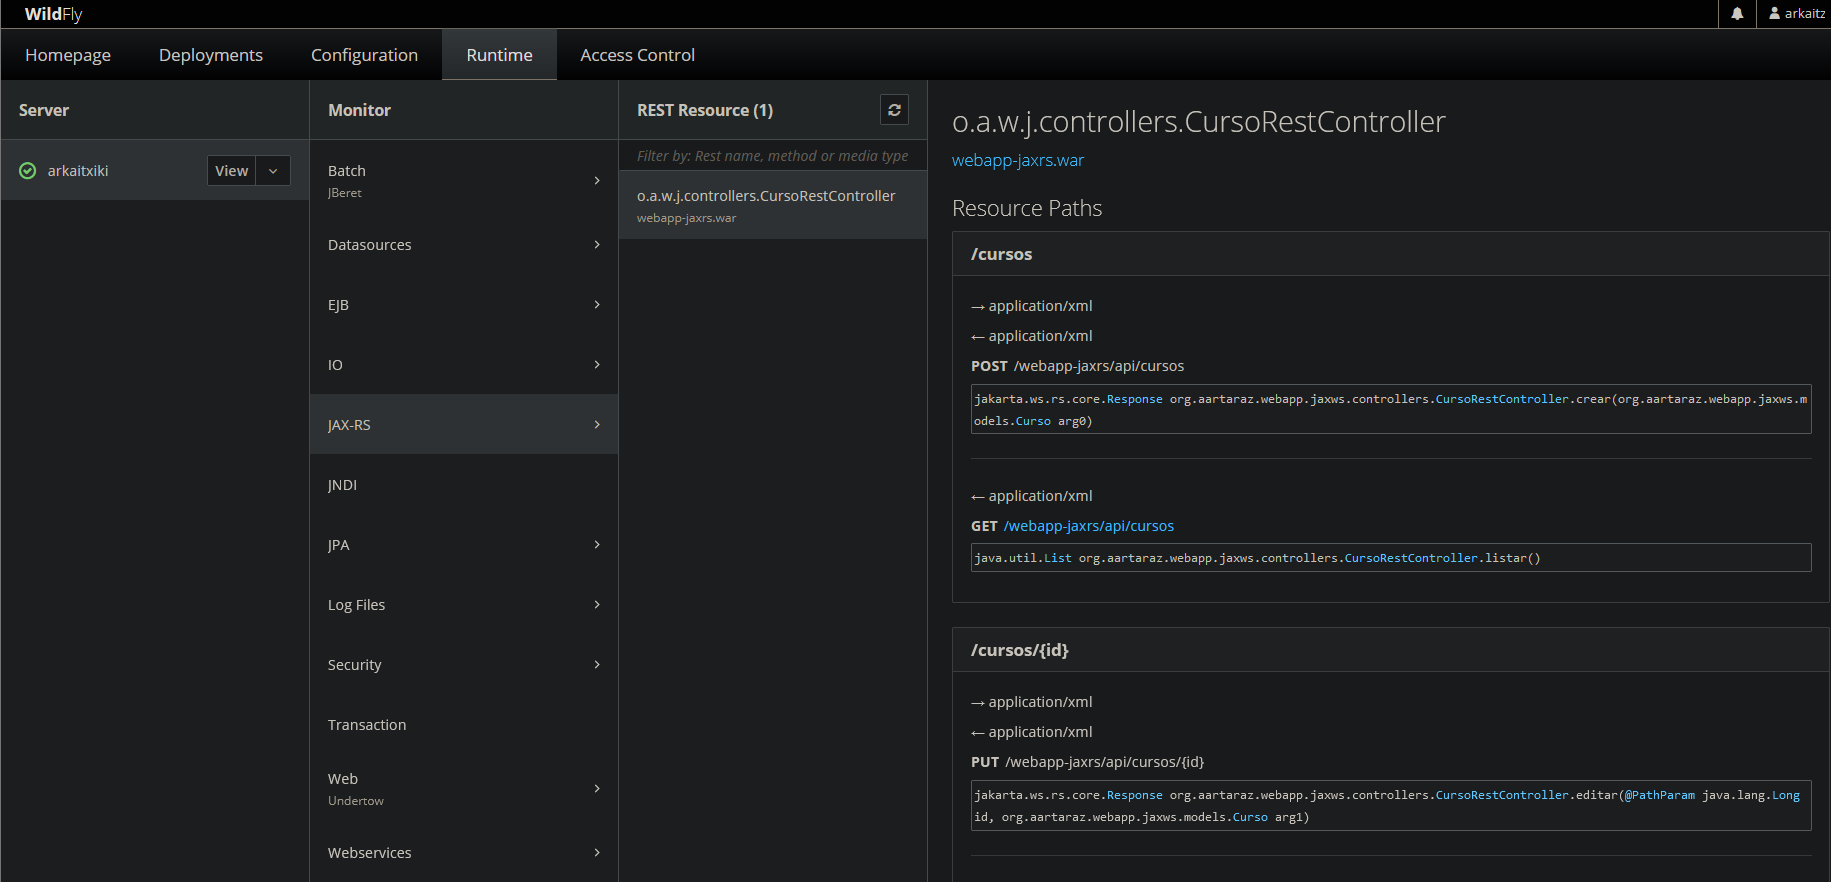 WildFly
arkaitz
Homepage
Deployments
Configuration
Runtime
Access Control
Server
arkaitxiki
View
Monitor
Batch
JBeret
Datasources
EJB
IO
JAX-RS
JNDI
JPA
Log Files
Security
Transaction
Web
Undertow
Webservices
REST Resource (1)
Filter by: Rest name, method or media type
o.a.w.j.controllers.CursoRestController
webapp-jaxrs.war
o.a.w.j.controllers.CursoRestController
webapp-jaxrs.war
Resource Paths
/cursos
→ application/xml
← application/xml
POST /webapp-jaxrs/api/cursos
jakarta.ws.rs.core.Response org.aartaraz.webapp.jaxws.controllers.CursoRestController.crear(org.aartaraz.webapp.jaxws.m
odels.Curso arg0)
← application/xml
GET /webapp-jaxrs/api/cursos
java.util.List org.aartaraz.webapp.jaxws.controllers.CursoRestController.listar()
/cursos/{id}
→ application/xml
← application/xml
PUT /webapp-jaxrs/api/cursos/{id}
jakarta.ws.rs.core.Response org.aartaraz.webapp.jaxws.controllers.CursoRestController.editar(@PathParam java.lang.Long
id, org.aartaraz.webapp.jaxws.models.Curso arg1)